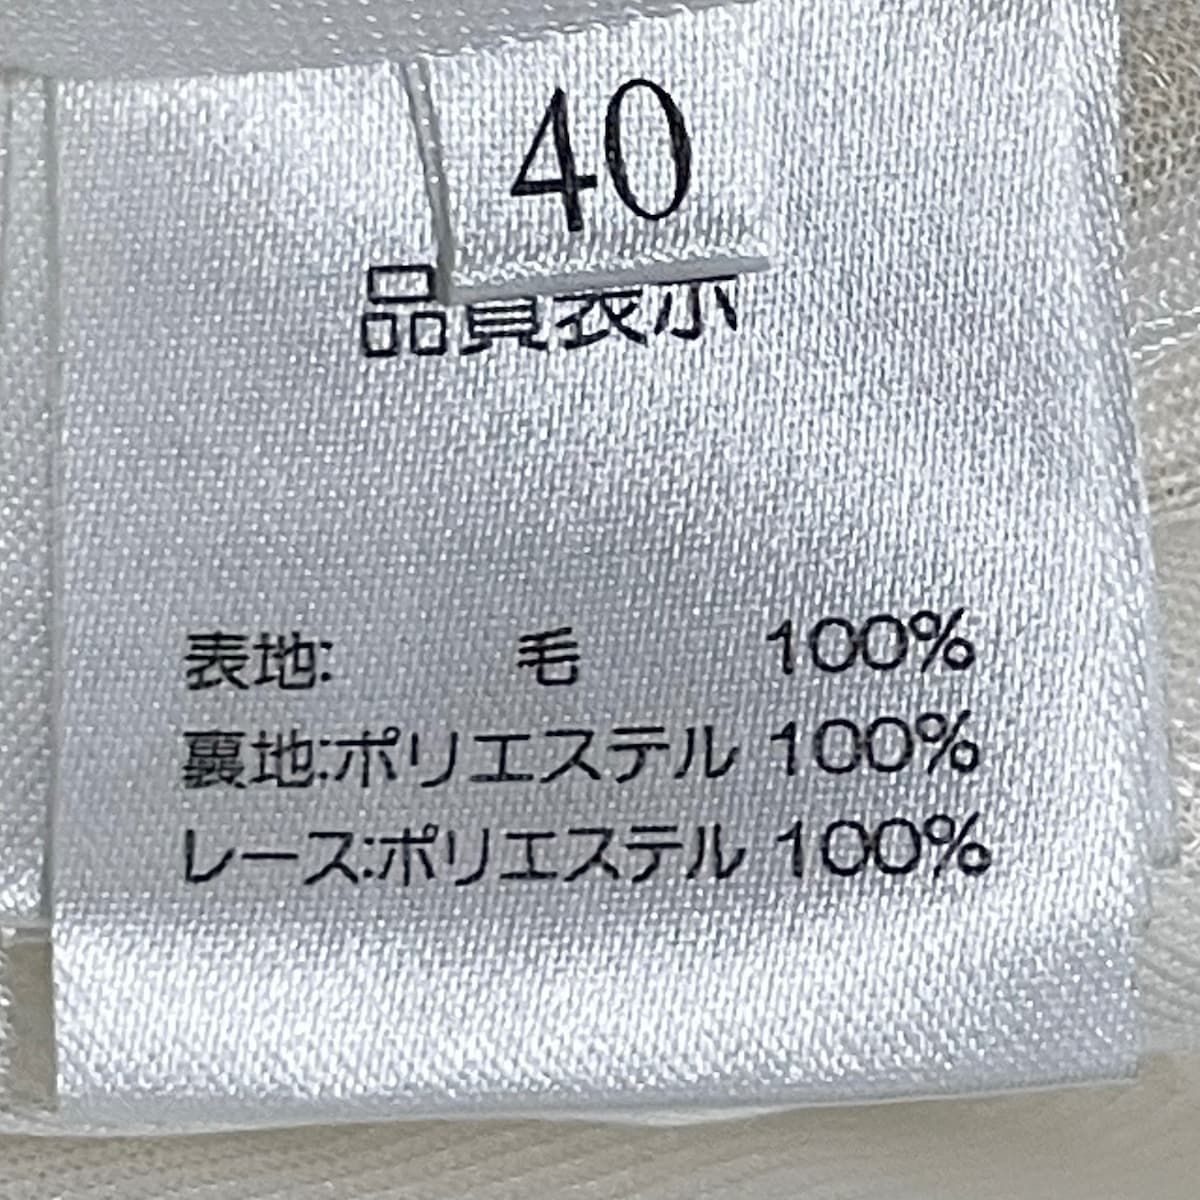 40
品質表示
表地: 毛 100%
裏地:ポリエステル 100%
レース:ポリエステル 100%